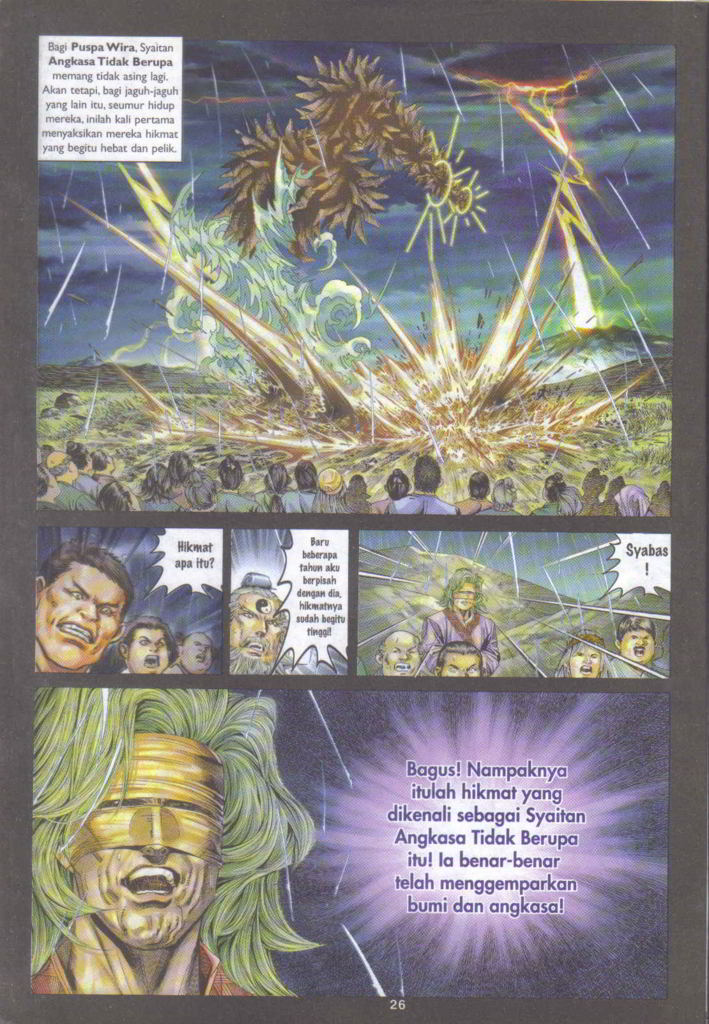 Bagi Puspa Wira, Syaitan
Angkasa Tidak Berupa
memang tidak asing lagi.
Akan tetapi, bagi jaguh-jaguh
yang lain itu, seumur hidup
mereka, inilah kali pertama
menyaksikan mereka hikmat
yang begitu hebat dan pelik.
Hikmat
apa itu?
Baru
beberapa
tahun aku
berpisah
dengan dia,
hikmatnya
sudah begitu
tinggi!
Syabas
!
Bagus! Nampaknya
itulah hikmat yang
dikenali sebagai Syaitan
Angkasa Tidak Berupa
itu! Ia benar-benar
telah menggemparkan
bumi dan angkasa!
26